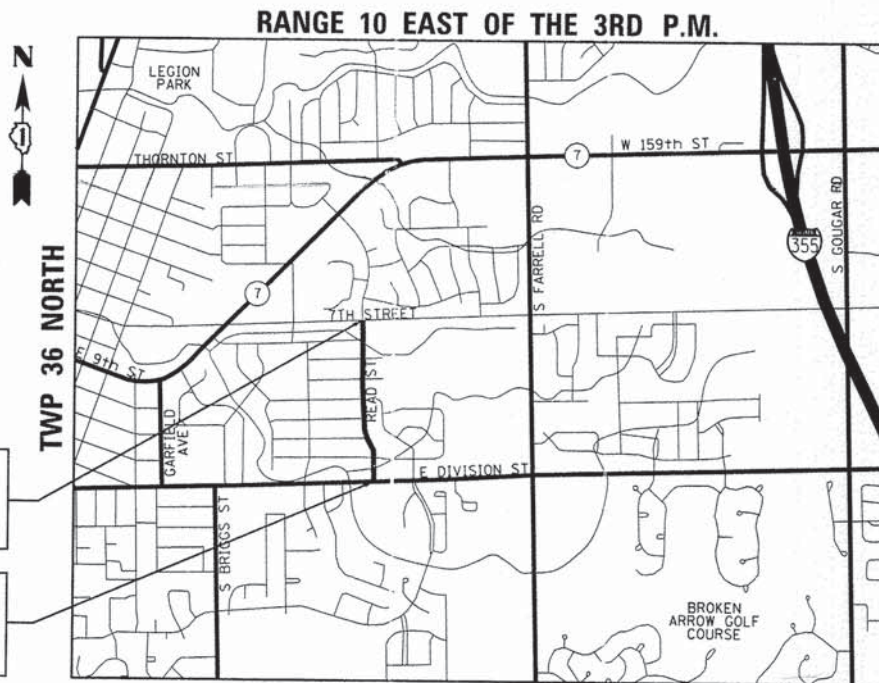 RANGE 10 EAST OF THE 3RD P.M.
N
LEGION
PARK
THORNTON ST
W 159th ST
7
355
S GOUGAR RD
S FARRELL RD
TWP 36 NORTH
7
7TH STREET
E 9th ST
READ ST
GARFIELD
AVE
E DIVISION ST
S BRIGGS ST
BROKEN
ARROW GOLF
COURSE